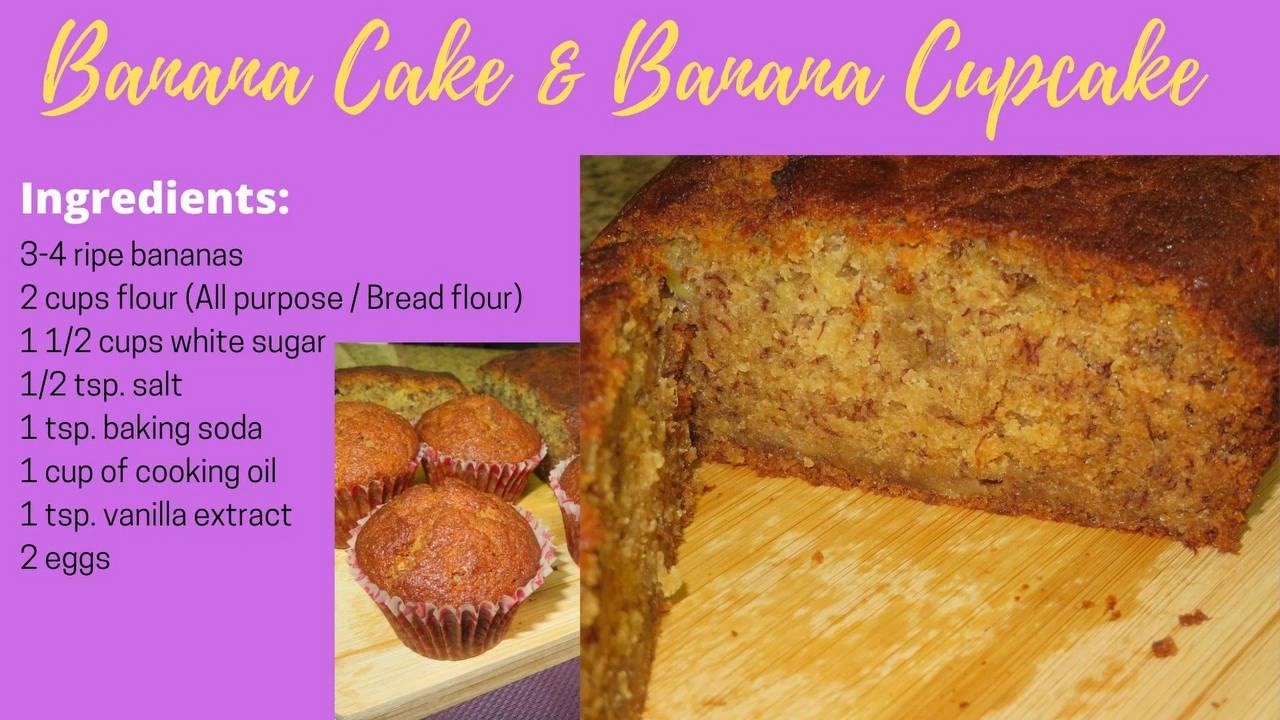 Banana Cake & Banana Cupcake
Ingredients:
3-4 ripe bananas
2 cups flour (All purpose / Bread flour)
1 1/2 cups white sugar
1/2 tsp. salt
1 tsp. baking soda
1 cup of cooking oil
1 tsp. vanilla extract
2 eggs